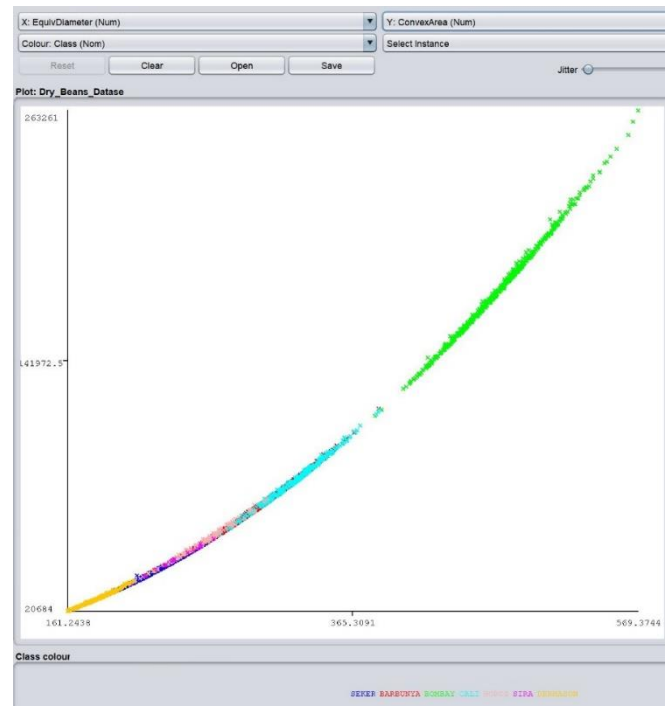 X: EquivDiameter (Num) Y: ConvexArea (Num)
Colour: Class (Nom) Select Instance
Reset Clear Open Save Jitter
Plot: Dry_Beans_Datase
263261
141972.5
20684
161.2438 365.3091 569.3744
Class colour
SEKER BARBUNYA BOMBAY CALI HOROZ SIRA DERMASON